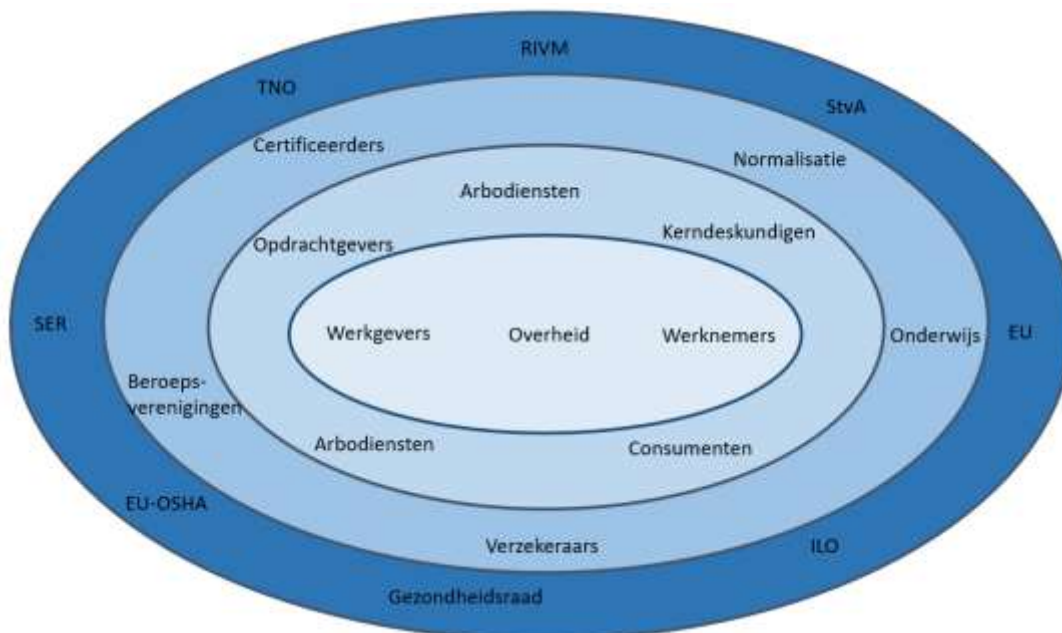 RIVM
TNO
StvA
Certificeerders
Normalisatie
Arbodiensten
Opdrachtgevers
Kerndeskundigen
SER
Werkgevers
Overheid
Werknemers
Onderwijs
EU
Beroeps-
verenigingen
Arbodiensten
Consumenten
EU-OSHA
Verzekeraars
ILO
Gezondheidsraad